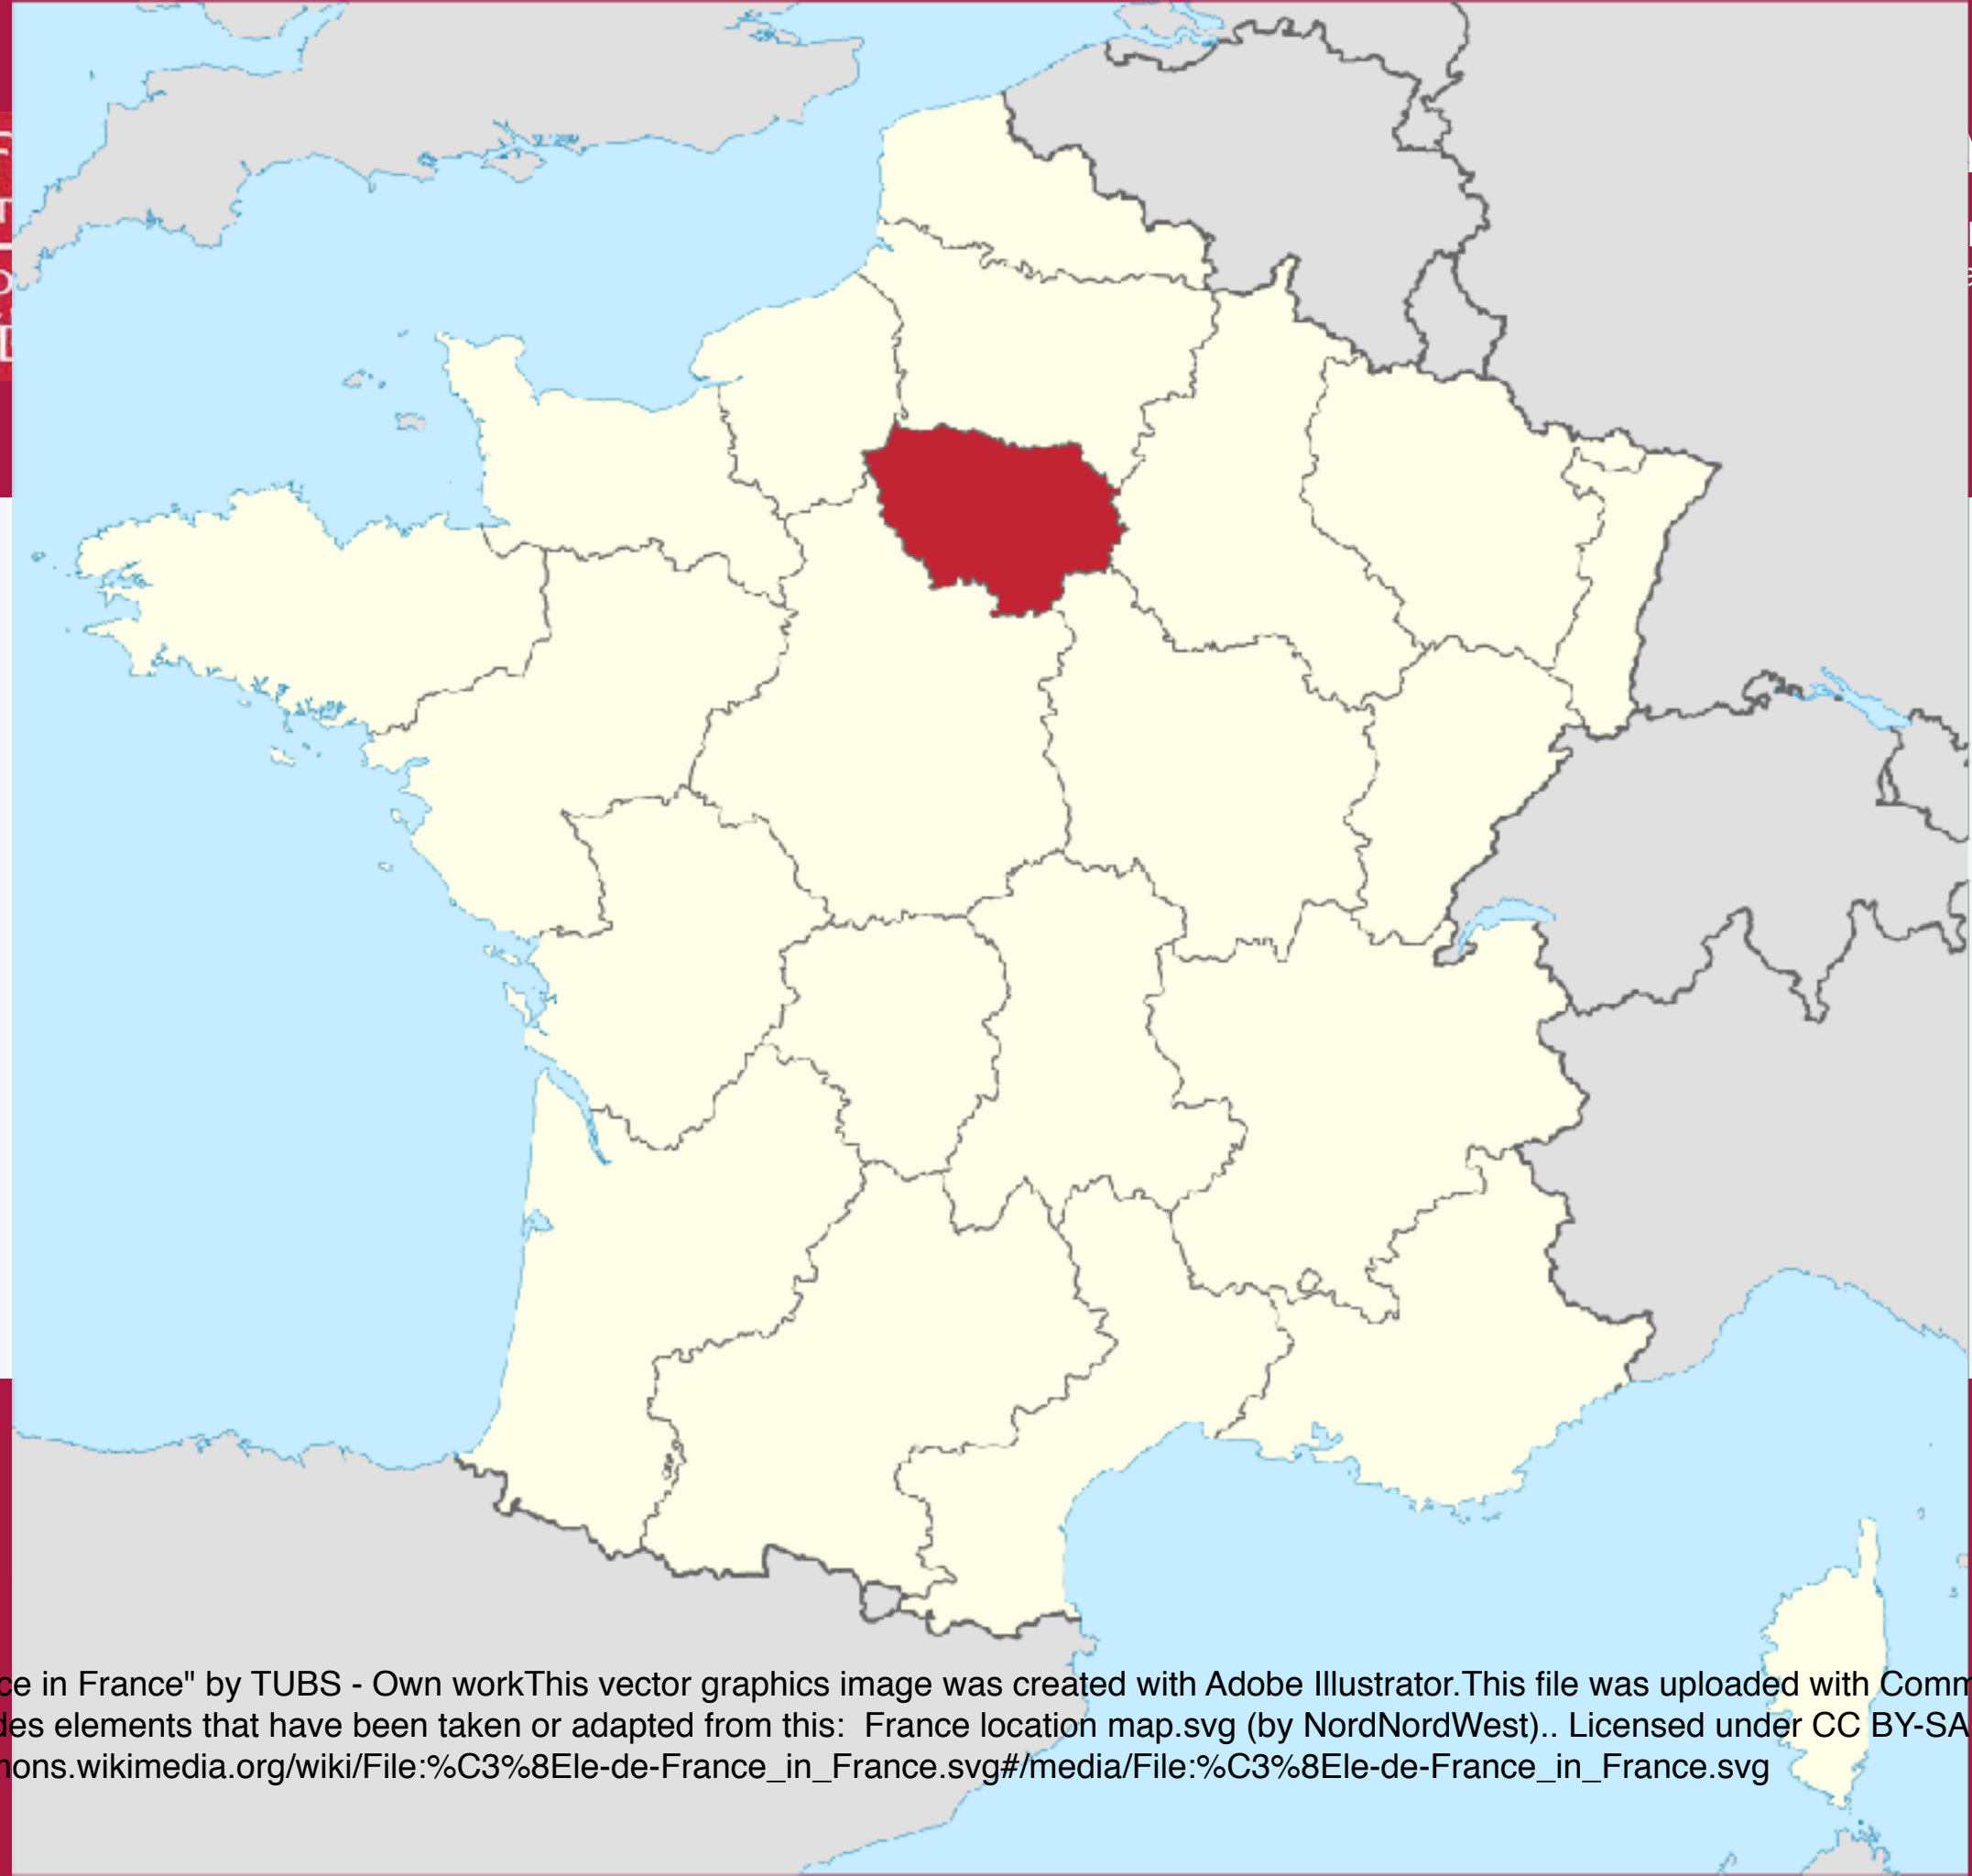 ce in France" by TUBS - Own workThis vector graphics image was created with Adobe Illustrator.This file was uploaded with Comm
des elements that have been taken or adapted from this:  France location map.svg (by NordNordWest).. Licensed under CC BY-SA
mons.wikimedia.org/wiki/File:%C3%8Ele-de-France_in_France.svg#/media/File:%C3%8Ele-de-France_in_France.svg